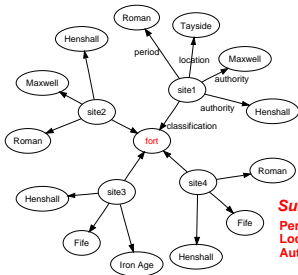 Roman
Tayside
Henshall
period
location
Maxwell
Maxwell
authority
site1
authority
Henshall
site2
Roman
classification
fort
site3
site4
Roman
Henshall
Fife
Fife
Iron Age
Henshall